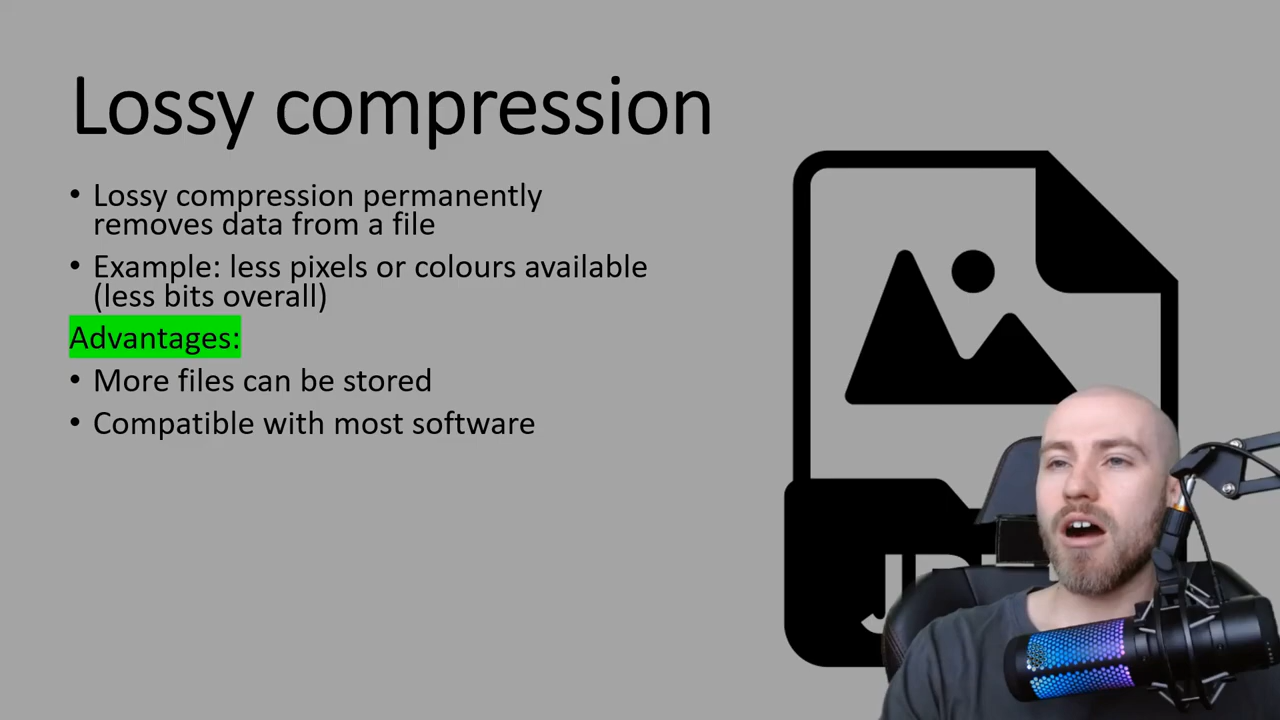 Lossy compression
• Lossy compression permanently
removes data from a file
• Example: less pixels or colours available
(less bits overall)
Advantages:
• More files can be stored
• Compatible with most software